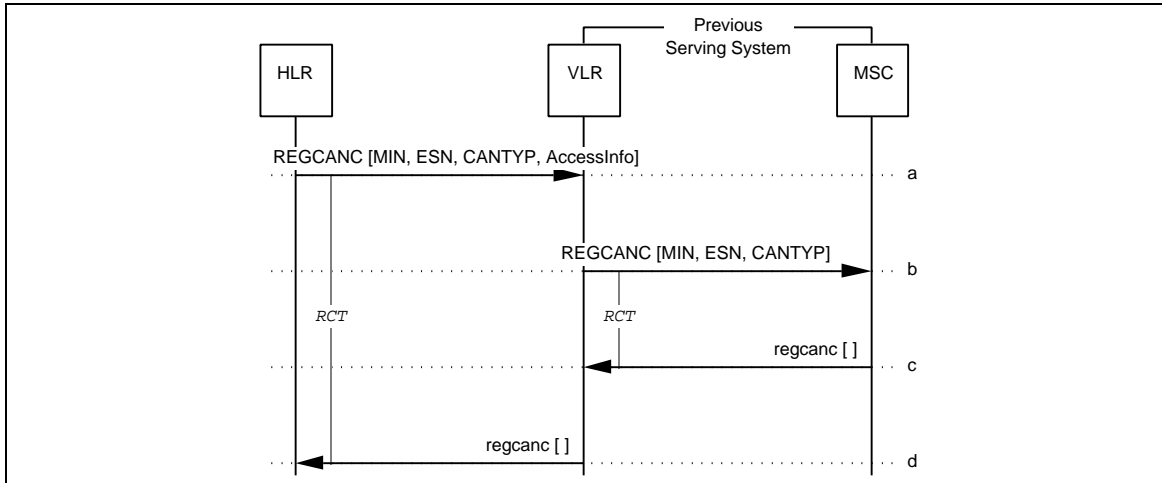 Previous
Serving System
HLR
VLR
MSC
REGCANC [MIN, ESN, CANTYP, AccessInfo]
a
REGCANC [MIN, ESN, CANTYP]
b
RCT
RCT
regcanc [ ]
c
regcanc [ ]
d